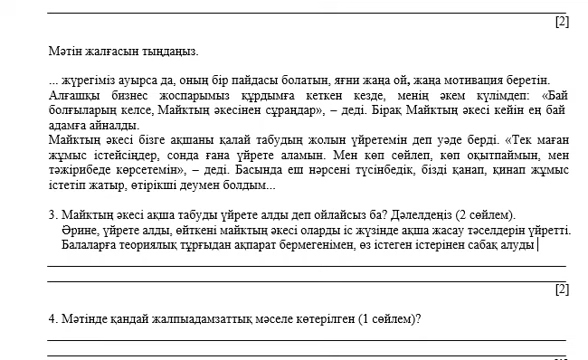 [2]
Мәтін жалғасын тыңдаңыз.
... жүрегіміз ауырса да, оның бір пайдасы болатын, яғни жаңа ой, жаңа мотивация беретін.
Алғашқы бизнес жоспарымыз құрдымға кеткен кезде, менің әкем күлімдеп: «Бай
болғыларың келсе, Майктың әкесінен сұраңдар», – деді. Бірақ Майктың әкесі кейін ең бай
адамға айналды.
Майктың әкесі бізге ақшаны қалай табудың жолын үйретемін деп уәде берді. «Тек маған
жұмыс істейсіңдер, сонда ғана үйрете аламын. Мен көп сөйлеп, көп оқытпаймын, мен
тәжірибеде көрсетемін», – деді. Басында еш нәрсені түсінбедік, бізді қанап, қинап жұмыс
істетіп жатыр, өтірікші деумен болдым...
3. Майктың әкесі ақша табуды үйрете алды деп ойлайсыз ба? Дәлелдеңіз (2 сөйлем).
Әрине, үйрете алды, өйткені майктың әкесі оларды іс жүзінде ақша жасау тәселдерін үйретті.
Балаларға теориялық тұрғыдан ақпарат бермегенімен, өз істеген істерінен сабақ алуды
[2]
4. Мәтінде қандай жалпыадамзаттық мәселе көтерілген (1 сөйлем)?